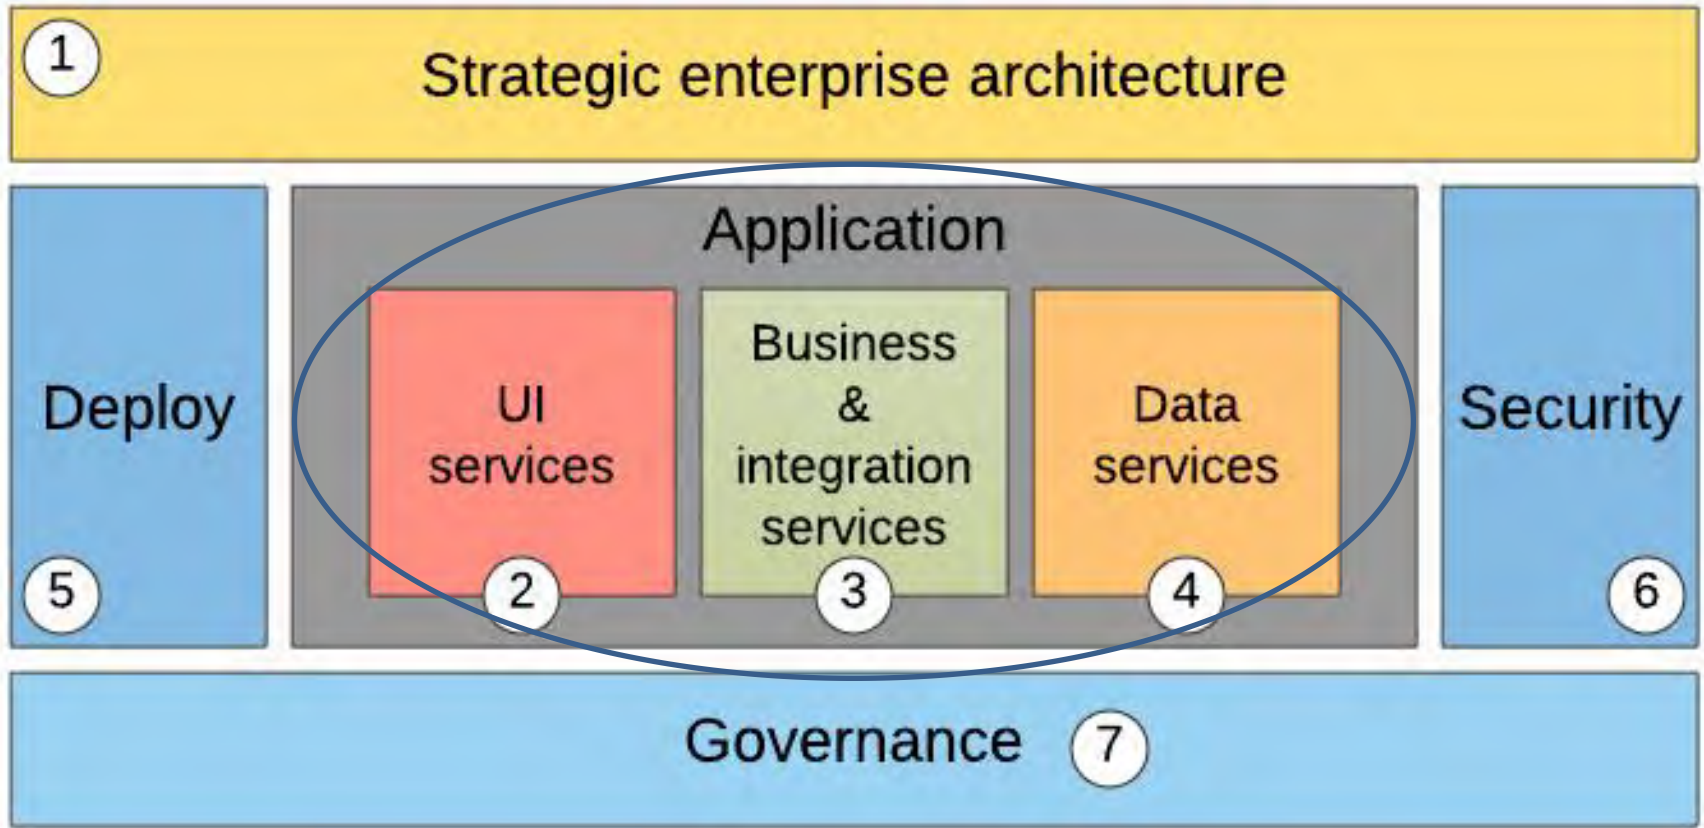 1
Strategic enterprise architecture
Application
Deploy
UI
services
Business
&
integration
services
Data
services
Security
5
2
3
4
6
Governance
7